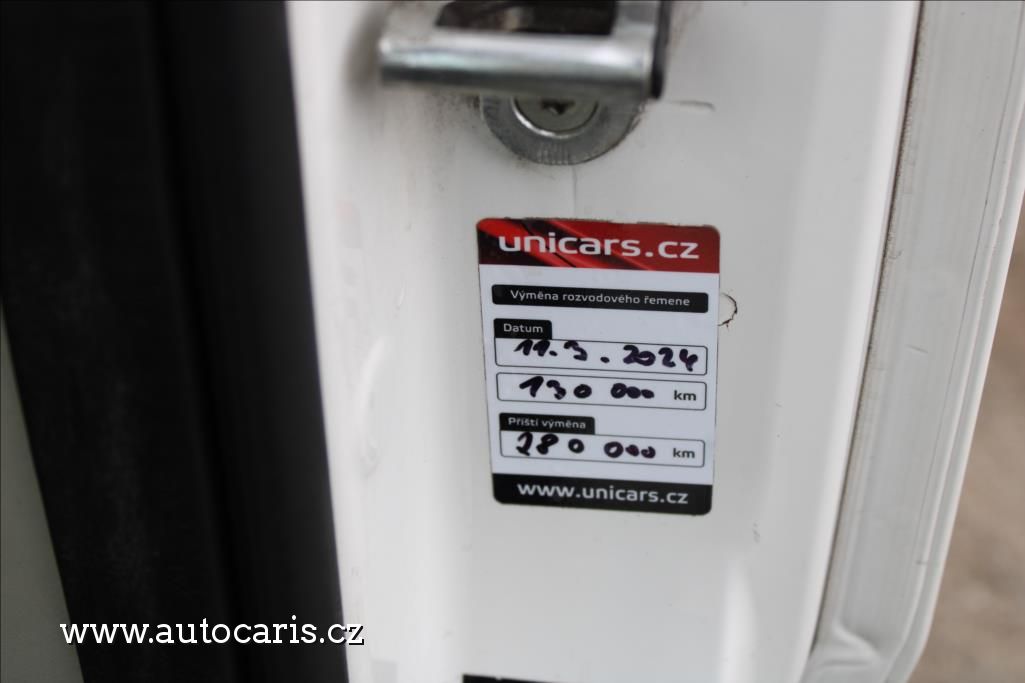 unicars.cz
Výměna rozvodového řemene
Datum
11.3.2024
130 000 km
Příští výměna
280 000 km
www.unicars.cz
www.autocaris.cz